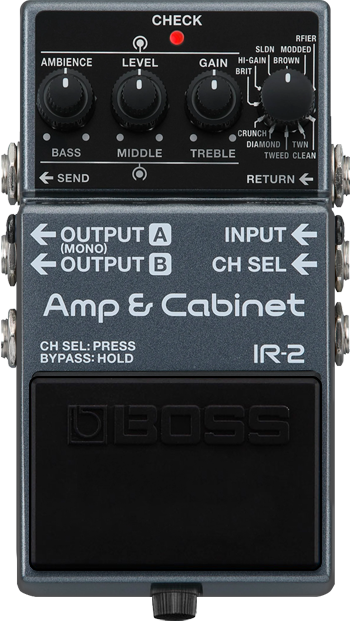 CHECK
AMBIENCE LEVEL GAIN
BASS MIDDLE TREBLE
RFIER
SLDN MODDED
HI-GAIN BROWN
BRIT
CRUNCH
DIAMOND TWN
TWEED CLEAN
← SEND RETURN ←
← OUTPUT A INPUT ←
(MONO)
← OUTPUT B CH SEL ←
Amp & Cabinet
CH SEL: PRESS
BYPASS: HOLD
IR-2
BOSS